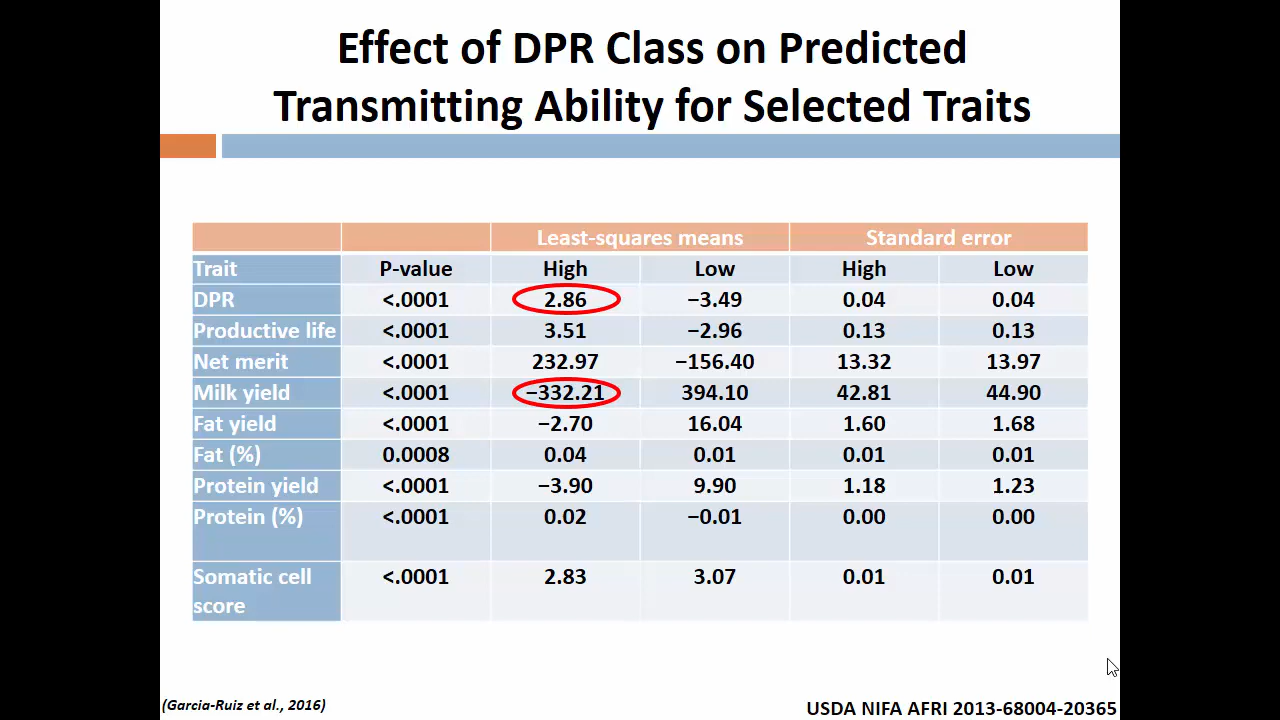 Effect of DPR Class on Predicted
Transmitting Ability for Selected Traits
Least-squares means Standard error
Trait P-value High Low High Low
DPR <.0001 2.86 −3.49 0.04 0.04
Productive life <.0001 3.51 −2.96 0.13 0.13
Net merit <.0001 232.97 −156.40 13.32 13.97
Milk yield <.0001 −332.21 394.10 42.81 44.90
Fat yield <.0001 −2.70 16.04 1.60 1.68
Fat (%) 0.0008 0.04 0.01 0.01 0.01
Protein yield <.0001 −3.90 9.90 1.18 1.23
Protein (%) <.0001 0.02 −0.01 0.00 0.00
Somatic cell <.0001 2.83 3.07 0.01 0.01
score
(Garcia-Ruiz et al., 2016)
USDA NIFA AFRI 2013-68004-20365